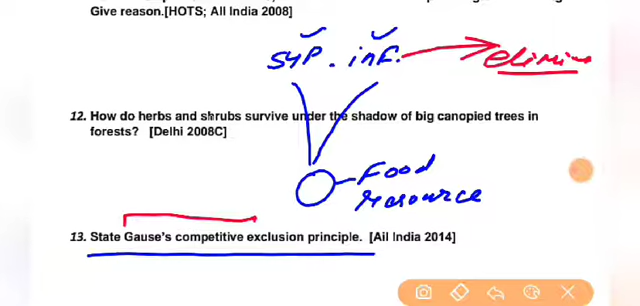 Give reason.[HOTS; All India 2008]
syp. inf. elimi
12. How do herbs and shrubs survive under the shadow of big canopied trees in
forests? [Delhi 2008C]
Food
resource
13. State Gause's competitive exclusion principle. [All India 2014]